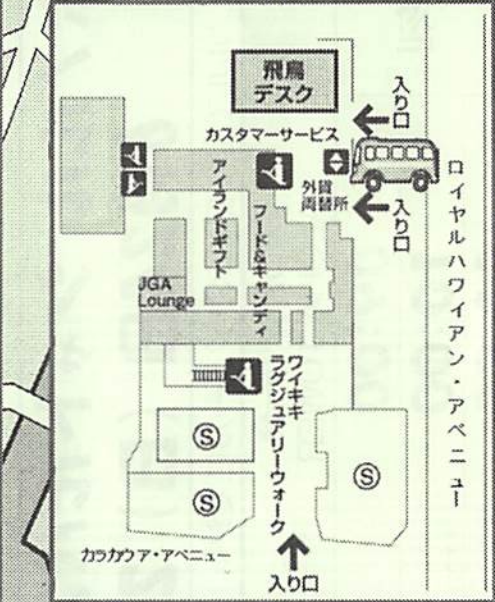 飛鳥
デスク
入り口
カスタマーサービス
外貨
両替所
入り口
ロイヤルハワイアン・アベニュー
アイランドギフト
フード&キャンディ
JGA
Lounge
ワイキキ
ラグジュアリーウォーク
S
S
S
カラカウア・アベニュー
入り口